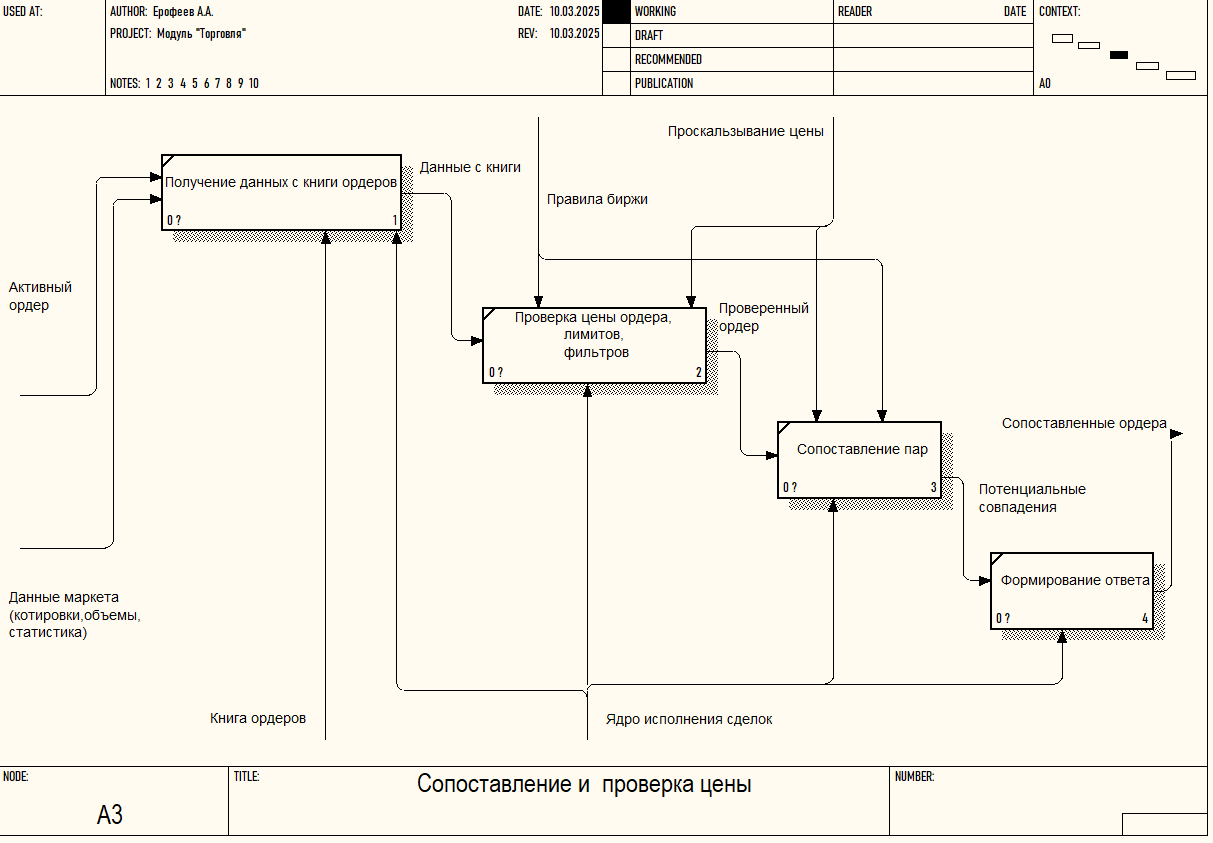 USED AT:
AUTHOR: Ерофеев А.А.
DATE: 10.03.2025
PROJECT: Модуль "Торговля"
REV: 10.03.2025
NOTES: 1 2 3 4 5 6 7 8 9 10
WORKING
DRAFT
RECOMMENDED
PUBLICATION
READER
DATE
CONTEXT:
A0
Проскальзывание цены
Данные с книги
Получение данных с книги ордеров
0 ?
1
Правила биржи
Активный
ордер
Проверка цены ордера,
лимитов,
фильтров
0 ?
2
Проверенный
ордер
Сопоставление пар
0 ?
3
Сопоставленные ордера
Потенциальные
совпадения
Формирование ответа
0 ?
4
Данные маркета
(котировки,объемы,
статистика)
Книга ордеров
Ядро исполнения сделок
NODE:
A3
TITLE:
Сопоставление и  проверка цены
NUMBER: